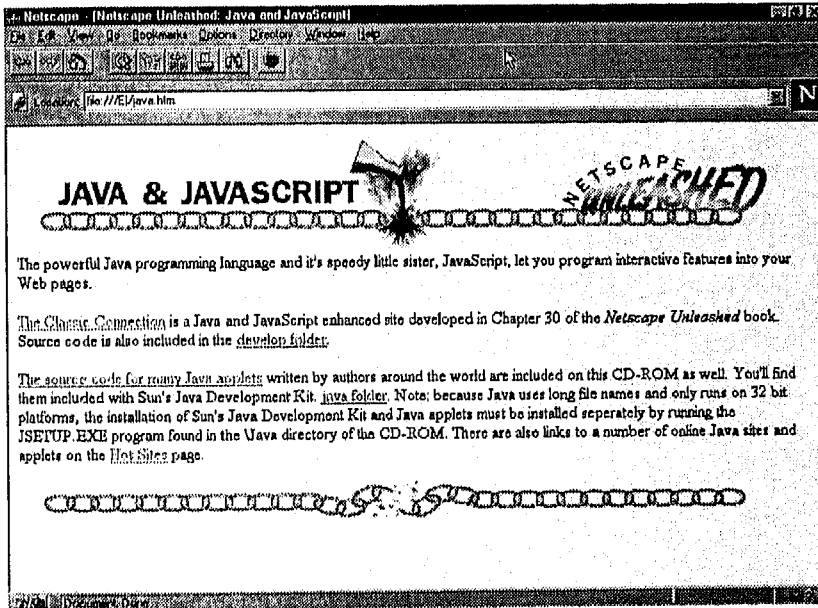 Netscape - [Netscape Unleashed: Java and JavaScript]
File Edit View Go Bookmarks Options Directory Window Help
Location: file:///E|/java.htm
N
JAVA & JAVASCRIPT
NETSCAPE
UNLEASHED
The powerful Java programming language and it's speedy little sister, JavaScript, let you program interactive features into your
Web pages.
The Classic Connection is a Java and JavaScript enhanced site developed in Chapter 30 of the Netscape Unleashed book.
Source code is also included in the develop folder.
The source code for many Java applets written by authors around the world are included on this CD-ROM as well. You'll find
them included with Sun's Java Development Kit. java folder. Note: because Java uses long file names and only runs on 32 bit
platforms, the installation of Sun's Java Development Kit and Java applets must be installed seperately by running the
JSETUP.EXE program found in the \Java directory of the CD-ROM. There are also links to a number of online Java sites and
applets on the Hot Sites page.
Document: Done